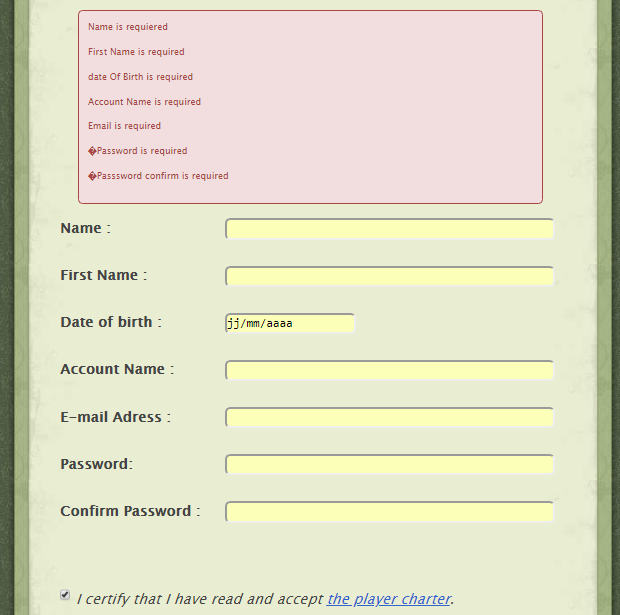 Name is requiered
First Name is required
date Of Birth is required
Account Name is required
Email is required
�Password is required
�Passsword confirm is required
Name :
First Name :
Date of birth :
jj/mm/aaaa
Account Name :
E-mail Adress :
Password:
Confirm Password :
I certify that I have read and accept the player charter.